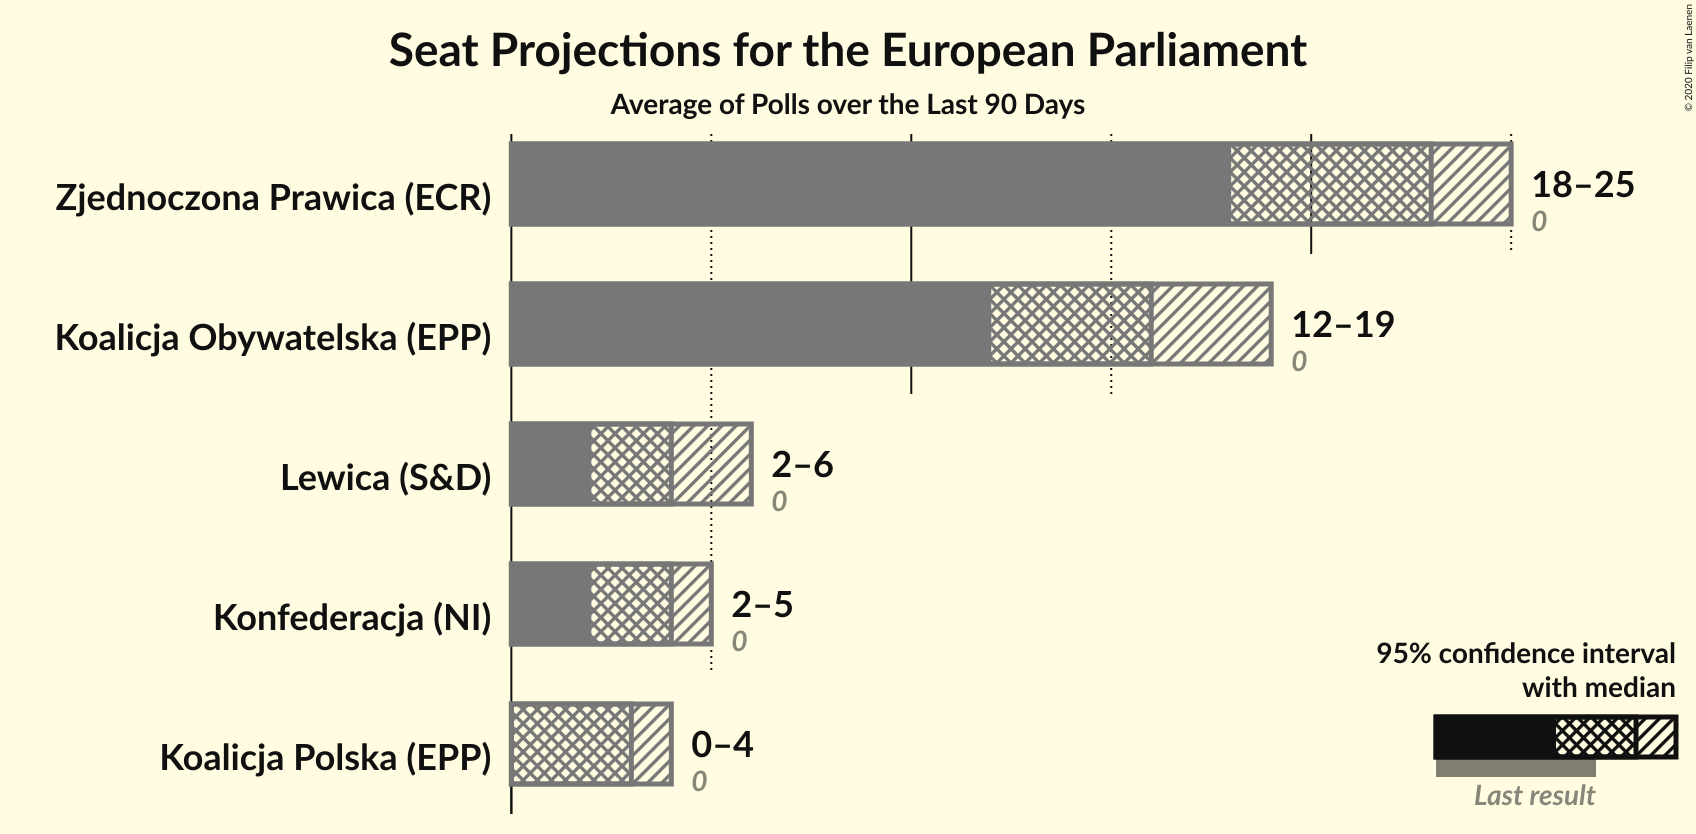 Seat Projections for the European Parliament
Average of Polls over the Last 90 Days
© 2020 Filip van Laenen
Zjednoczona Prawica (ECR)
18–25
0
Koalicja Obywatelska (EPP)
12–19
0
Lewica (S&D)
2–6
0
Konfederacja (NI)
2–5
0
Koalicja Polska (EPP)
0–4
0
95% confidence interval
with median
Last result